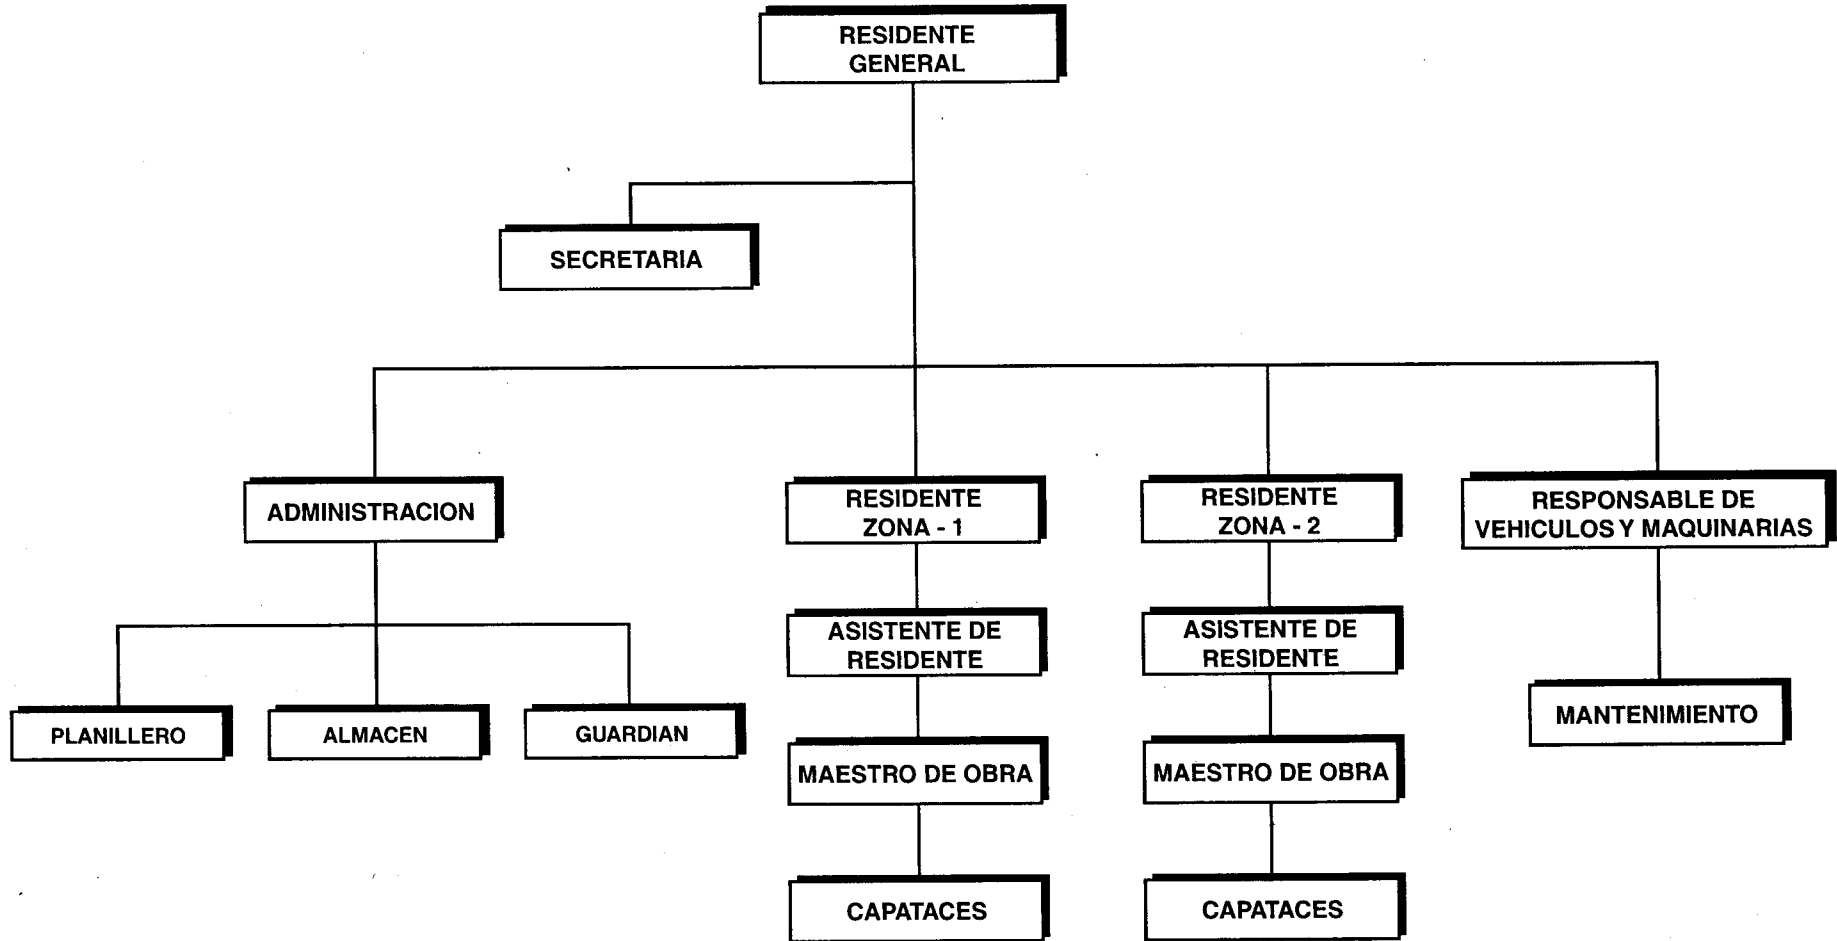 RESIDENTE
GENERAL
SECRETARIA
ADMINISTRACION
RESIDENTE
ZONA - 1
RESIDENTE
ZONA - 2
RESPONSABLE DE
VEHICULOS Y MAQUINARIAS
ASISTENTE DE
RESIDENTE
ASISTENTE DE
RESIDENTE
PLANILLERO
ALMACEN
GUARDIAN
MANTENIMIENTO
MAESTRO DE OBRA
MAESTRO DE OBRA
CAPATACES
CAPATACES